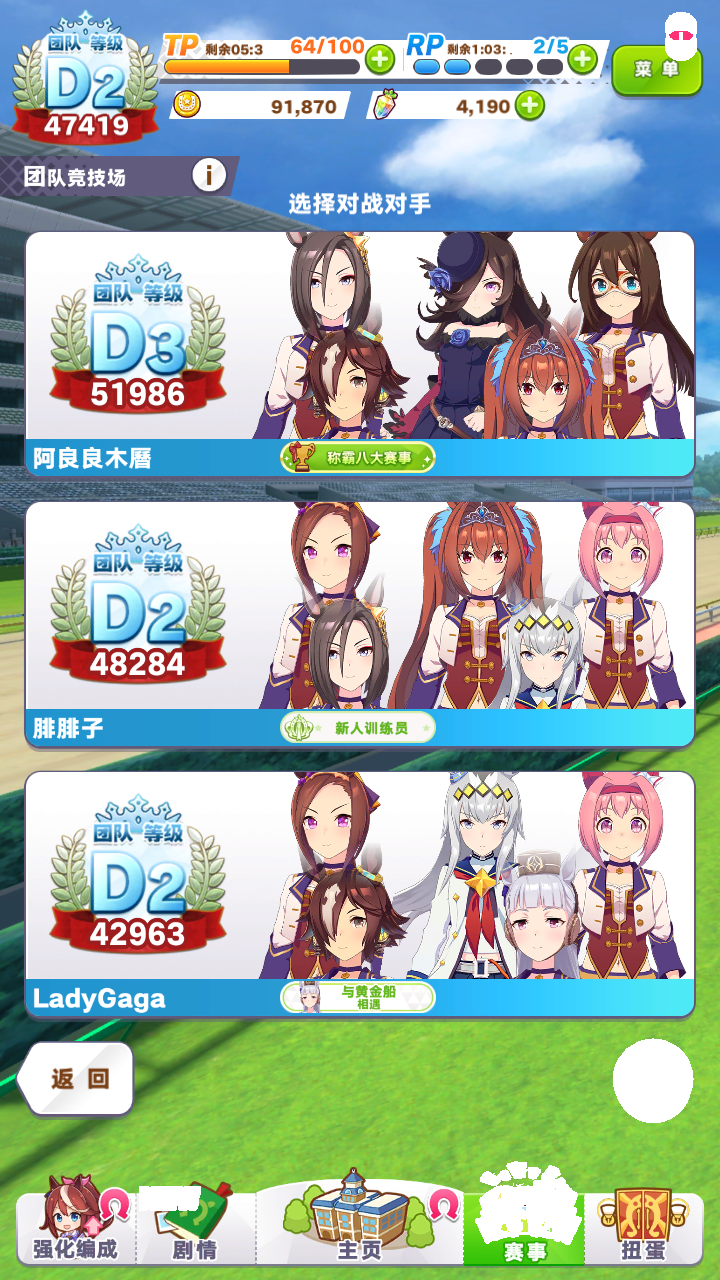 团队 等级
D2
47419
TP 剩余05:3 64/100
RP 剩余1:03: 2/5
菜单
91,870
4,190
团队竞技场 i
选择对战对手
团队 等级
D3
51986
阿良良木曆
称霸八大赛事
团队 等级
D2
48284
腓腓子
新人训练员
团队 等级
D2
42963
LadyGaga
与黄金船
相遇
返回
强化编成
剧情
主页
赛事
扭蛋